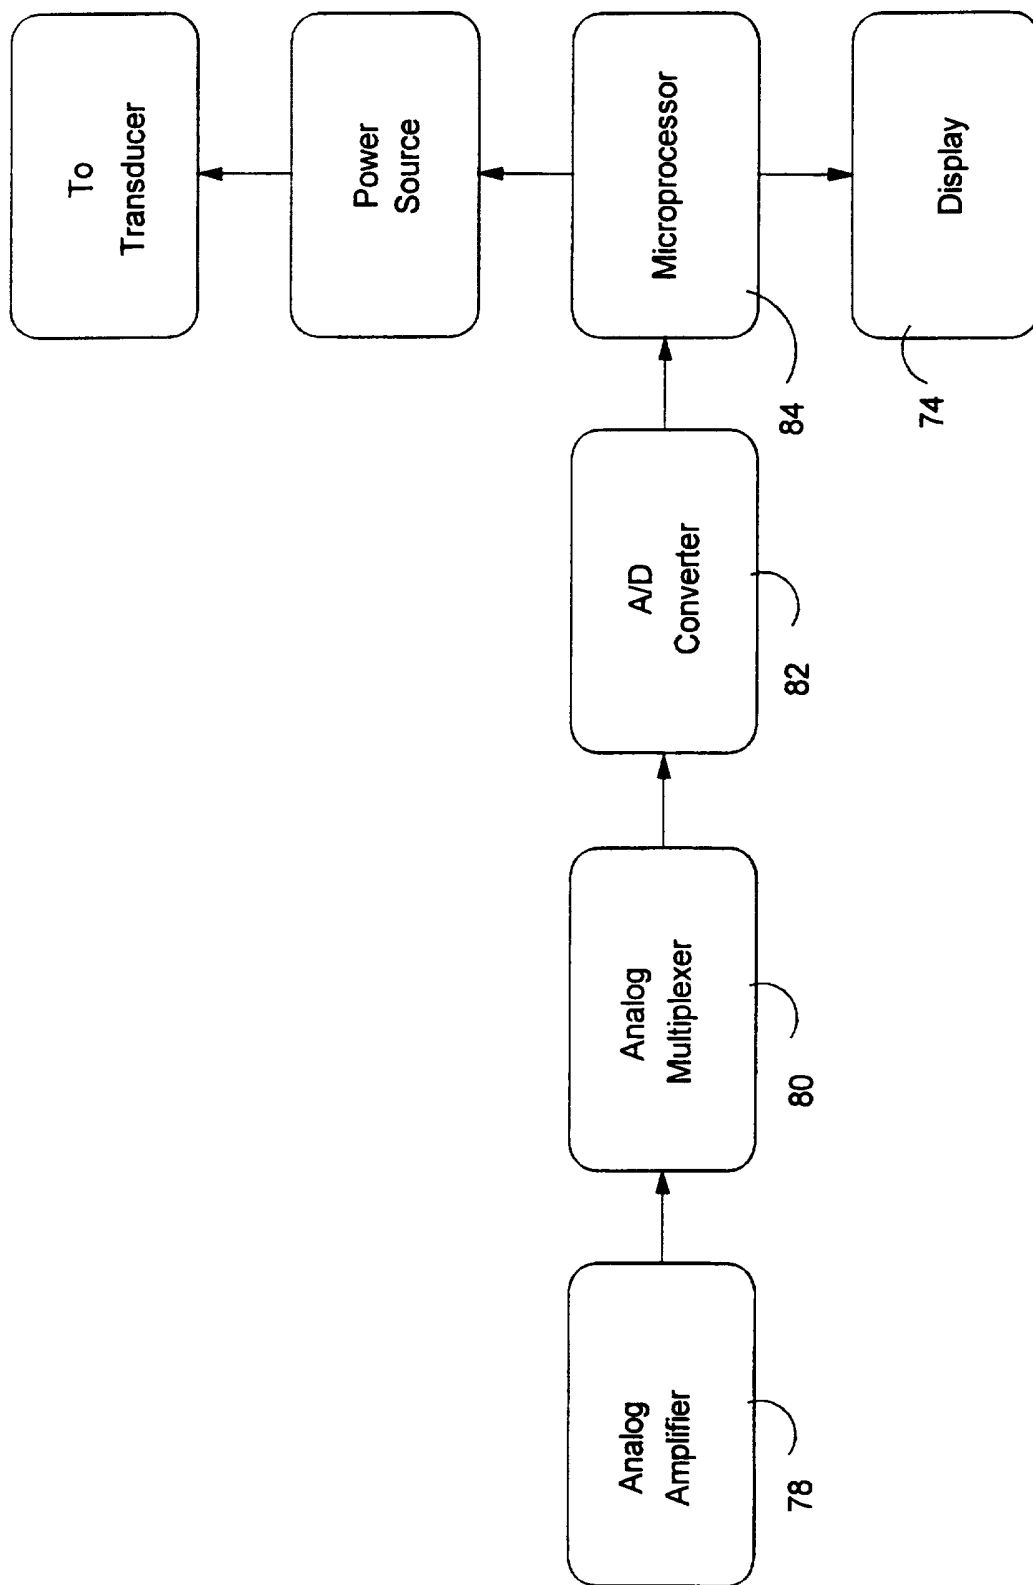 To
Transducer
Power
Source
Microprocessor
84
Display
74
A/D
Converter
82
Analog
Multiplexer
80
Analog
Amplifier
78